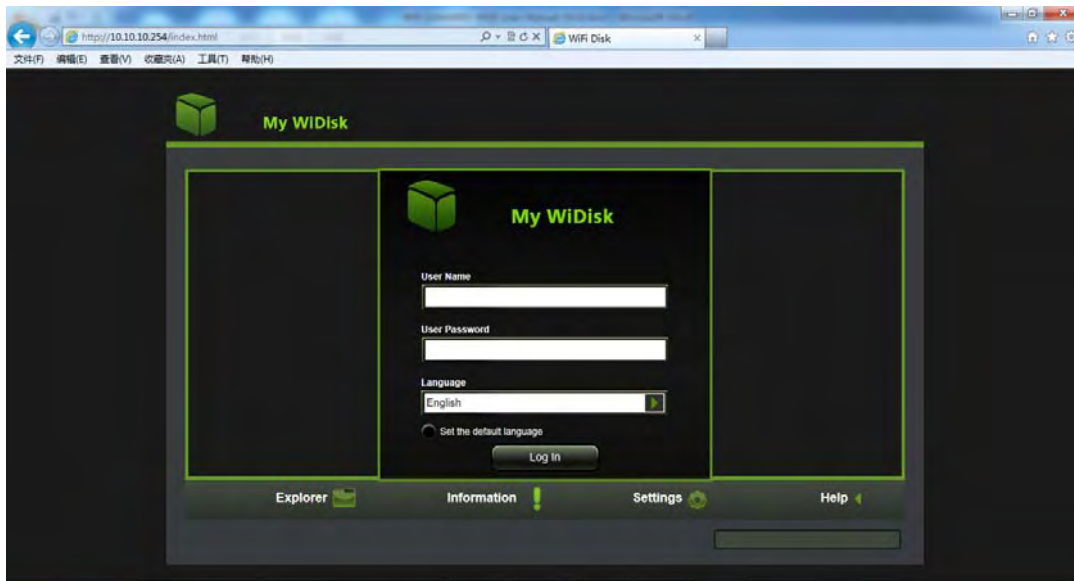 http://10.10.10.254/index.html
WiFi Disk
文件(F) 编辑(E) 查看(V) 收藏夹(A) 工具(T) 帮助(H)
My WiDisk
My WiDisk
User Name
User Password
Language
English
Set the default language
Log In
Explorer Information Settings Help